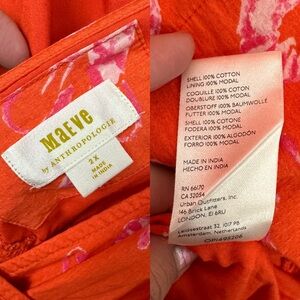 Maeve
by ANTHROPOLOGIE
2X
MADE
IN INDIA
SHELL 100% COTTON
LINING 100% MODAL
COQUILLE 100% COTON
DOUBLURE 100% MODAL
OBERSTOFF 100% BAUMWOLLE
FUTTER 100% MODAL
SHELL 100% COTONE
FODERA 100% MODAL
EXTERIOR 100% ALGODÓN
FORRO 100% MODAL
MADE IN INDIA
HECHO EN INDIA
RN 66170
CA 32054
Urban Outfitters, Inc.
146 Brick Lane
LONDON, E1 6RU
Leidsestraat 32, 1017 PB
Amsterdam, Netherlands